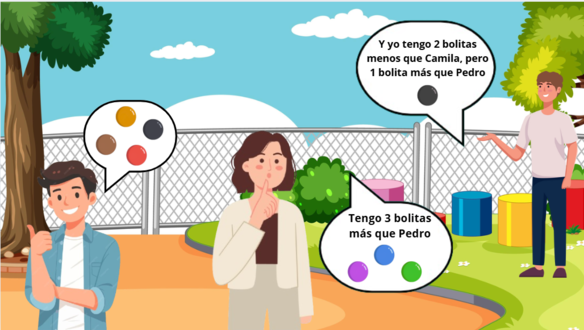 Y yo tengo 2 bolitas
menos que Camila, pero
1 bolita más que Pedro
Tengo 3 bolitas
más que Pedro